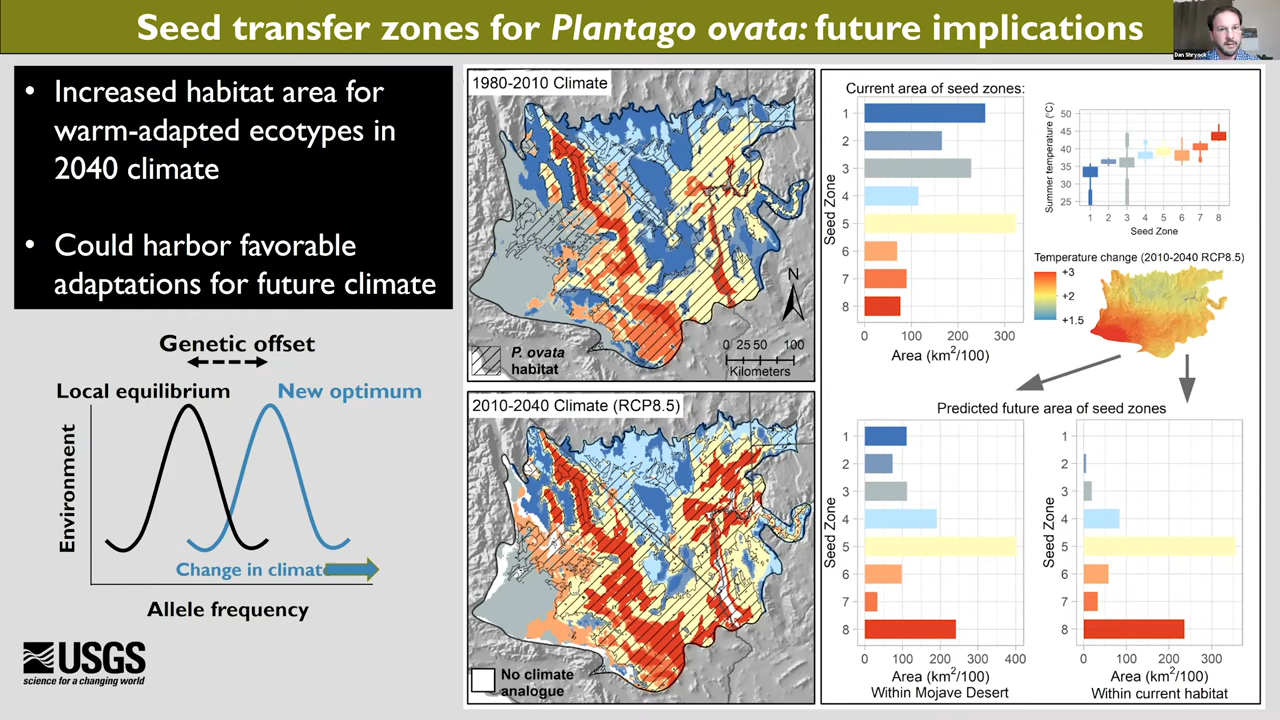 Seed transfer zones for Plantago ovata: future implications
Dan Shryock
• Increased habitat area for
warm-adapted ecotypes in
2040 climate
• Could harbor favorable
adaptations for future climate
Genetic offset
Local equilibrium
New optimum
Environment
Change in climate
Allele frequency
USGS
science for a changing world
1980-2010 Climate
P. ovata
habitat
N
0 25 50 100
Kilometers
2010-2040 Climate (RCP8.5)
No climate
analogue
Current area of seed zones:
Seed Zone
1
2
3
4
5
6
7
8
0 100 200 300
Area (km²/100)
Summer temperature (°C)
50
45
40
35
30
25
1 2 3 4 5 6 7 8
Seed Zone
Temperature change (2010-2040 RCP8.5)
+3
+2
+1.5
Predicted future area of seed zones
Seed Zone
1
2
3
4
5
6
7
8
0 100 200 300 400
Area (km²/100)
Within Mojave Desert
Seed Zone
1
2
3
4
5
6
7
8
0 100 200 300
Area (km²/100)
Within current habitat